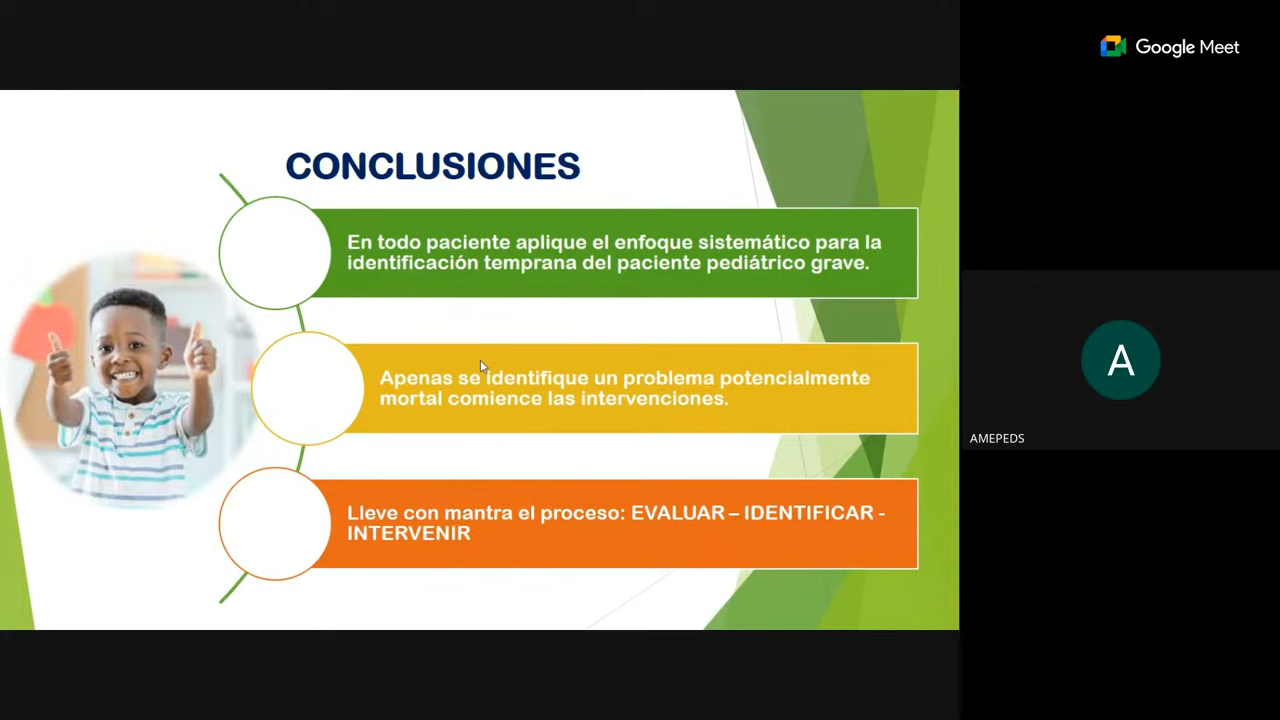 Google Meet
CONCLUSIONES
En todo paciente aplique el enfoque sistemático para la
identificación temprana del paciente pediátrico grave.
Apenas se identifique un problema potencialmente
mortal comience las intervenciones.
Lleve con mantra el proceso: EVALUAR – IDENTIFICAR -
INTERVENIR
A
AMEPEDS